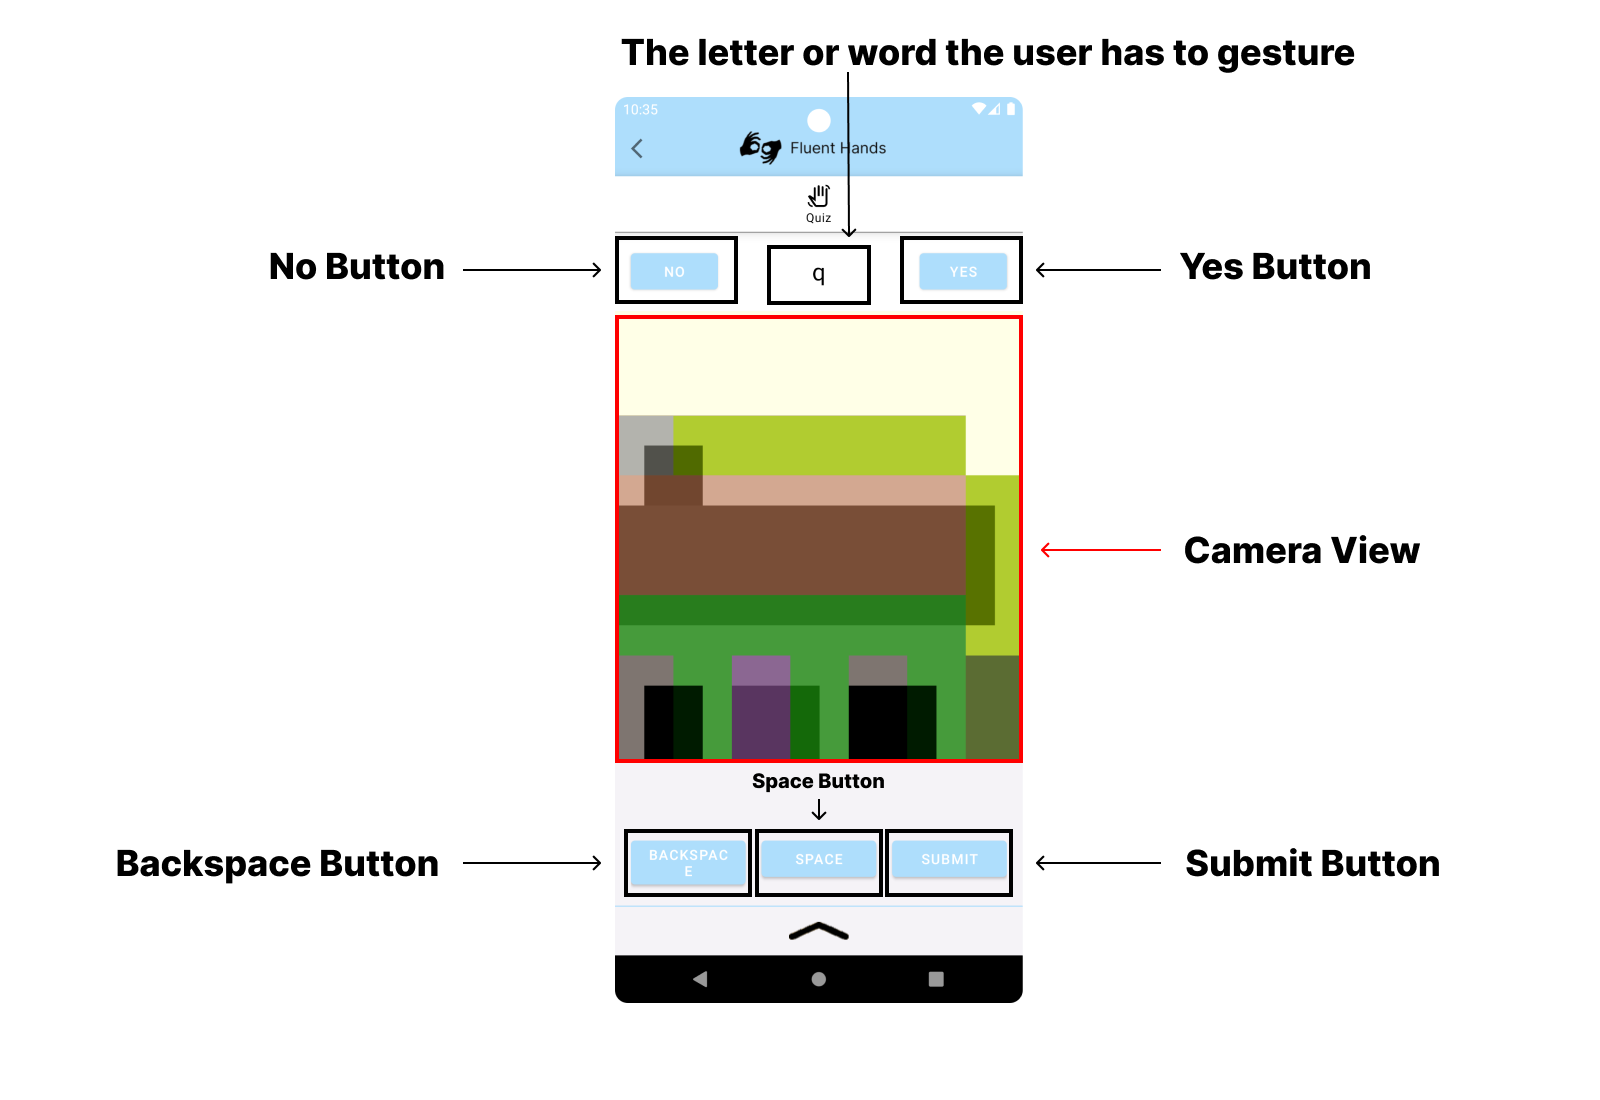 The letter or word the user has to gesture
10:35
Fluent Hands
Quiz
No Button
NO
q
YES
Yes Button
Camera View
Space Button
Backspace Button
BACKSPAC
E
SPACE
SUBMIT
Submit Button